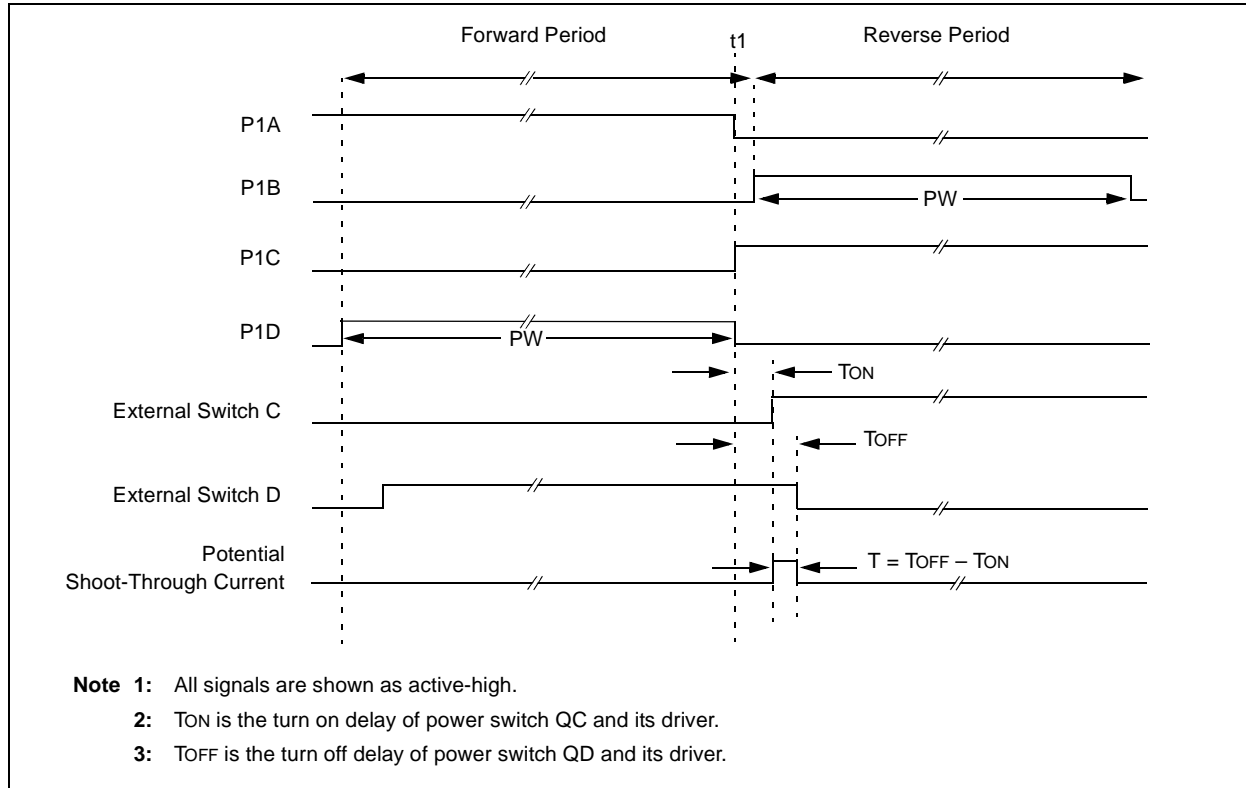 Forward Period
t1
Reverse Period
P1A
P1B
PW
P1C
P1D
PW
TON
External Switch C
TOFF
External Switch D
Potential
Shoot-Through Current
T = TOFF – TON
Note 1: All signals are shown as active-high.
2: TON is the turn on delay of power switch QC and its driver.
3: TOFF is the turn off delay of power switch QD and its driver.